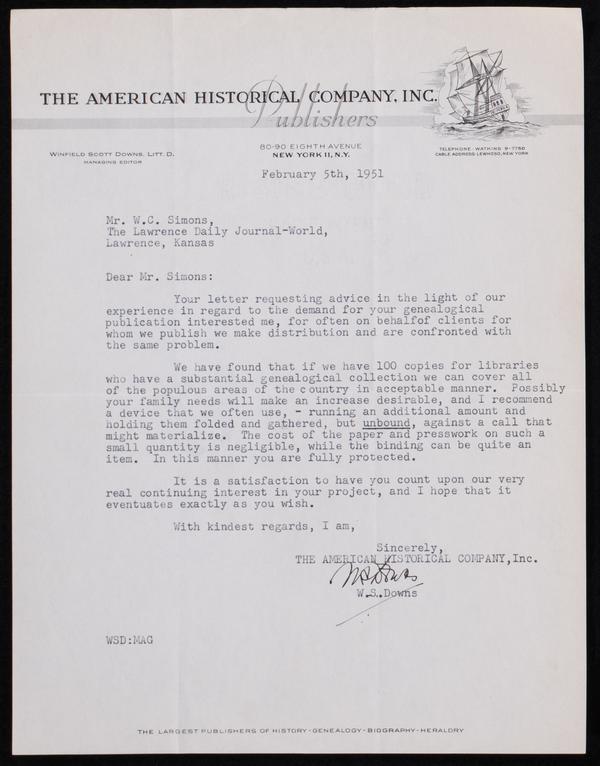 THE AMERICAN HISTORICAL COMPANY, INC.
Publishers
WINFIELD SCOTT DOWNS, LITT. D.
MANAGING EDITOR
80-90 EIGHTH AVENUE
NEW YORK 11, N.Y.
TELEPHONE · WATKINS 9-7750
CABLE ADDRESS·LEWHISO, NEW YORK
February 5th, 1951
Mr. W.C. Simons,
The Lawrence Daily Journal-World,
Lawrence, Kansas
Dear Mr. Simons:
Your letter requesting advice in the light of our
experience in regard to the demand for your genealogical
publication interested me, for often on behalfof clients for
whom we publish we make distribution and are confronted with
the same problem.
We have found that if we have 100 copies for libraries
who have a substantial genealogical collection we can cover all
of the populous areas of the country in acceptable manner. Possibly
your family needs will make an increase desirable, and I recommend
a device that we often use, - running an additional amount and
holding them folded and gathered, but unbound, against a call that
might materialize. The cost of the paper and presswork on such a
small quantity is negligible, while the binding can be quite an
item. In this manner you are fully protected.
It is a satisfaction to have you count upon our very
real continuing interest in your project, and I hope that it
eventuates exactly as you wish.
With kindest regards, I am,
Sincerely,
THE AMERICAN HISTORICAL COMPANY,Inc.
W.S. Downs
W.S. Downs
WSD:MAG
THE LARGEST PUBLISHERS OF HISTORY-GENEALOGY-BIOGRAPHY-HERALDRY